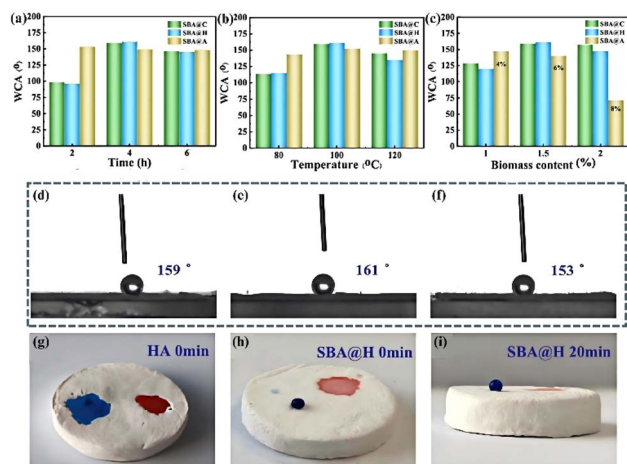 (a)
SBA@C
SBA@H
SBA@A
WCA (°)
200
175
150
125
100
75
50
25
0
2
4
6
Time (h)
(b)
SBA@C
SBA@H
SBA@A
WCA (°)
200
175
150
125
100
75
50
25
0
80
100
120
Temperature (°C)
(c)
SBA@C
SBA@H
SBA@A
WCA (°)
200
175
150
125
100
75
50
25
0
4%
6%
8%
1
1.5
2
Biomass content (%)
(d)
159 °
(e)
161 °
(f)
153 °
(g)
HA 0min
(h)
SBA@H 0min
(i)
SBA@H 20min